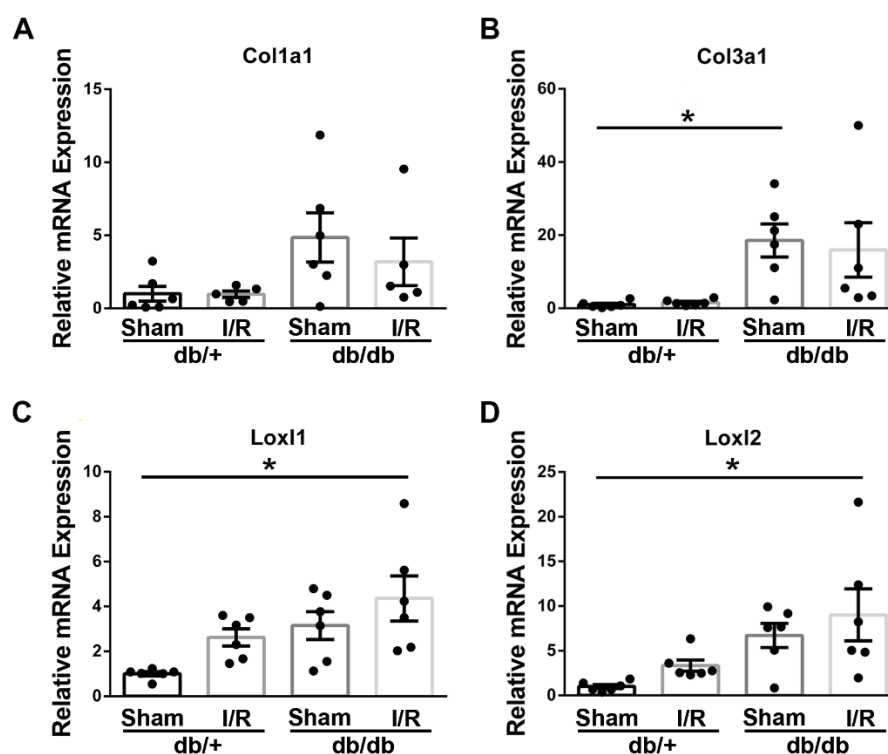 A
Col1a1
Relative mRNA Expression
15
10
5
0
Sham I/R Sham I/R
db/+ db/db
B
Col3a1
Relative mRNA Expression
60
40
20
0
*
Sham I/R Sham I/R
db/+ db/db
C
Loxl1
Relative mRNA Expression
10
8
6
4
2
0
*
Sham I/R Sham I/R
db/+ db/db
D
Loxl2
Relative mRNA Expression
25
20
15
10
5
0
*
Sham I/R Sham I/R
db/+ db/db